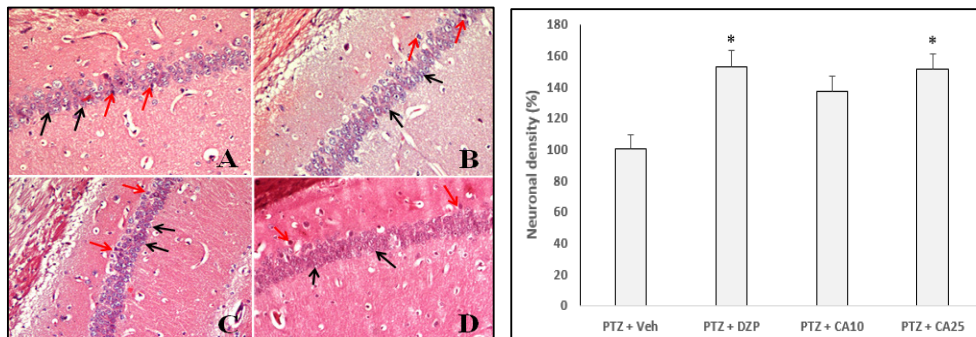 A
B
C
D
180
160
140
120
100
80
60
40
20
0
Neuronal density (%)
*
*
PTZ + Veh
PTZ + DZP
PTZ + CA10
PTZ + CA25